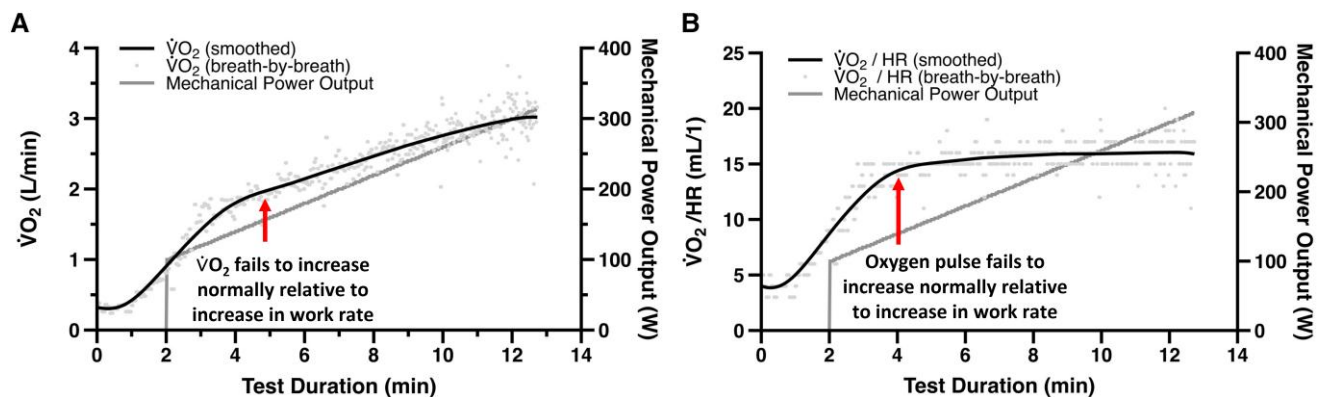 A
V̇O₂ (smoothed)
V̇O₂ (breath-by-breath)
Mechanical Power Output
V̇O₂ (L/min)
4
3
2
1
0
400
300
200
100
0
Mechanical Power Output (W)
V̇O₂ fails to increase
normally relative to
increase in work rate
0 2 4 6 8 10 12 14
Test Duration (min)
B
V̇O₂ / HR (smoothed)
V̇O₂ / HR (breath-by-breath)
Mechanical Power Output
V̇O₂ /HR (mL/1)
25
20
15
10
5
0
400
300
200
100
0
Mechanical Power Output (W)
Oxygen pulse fails to
increase normally relative
to increase in work rate
0 2 4 6 8 10 12 14
Test Duration (min)